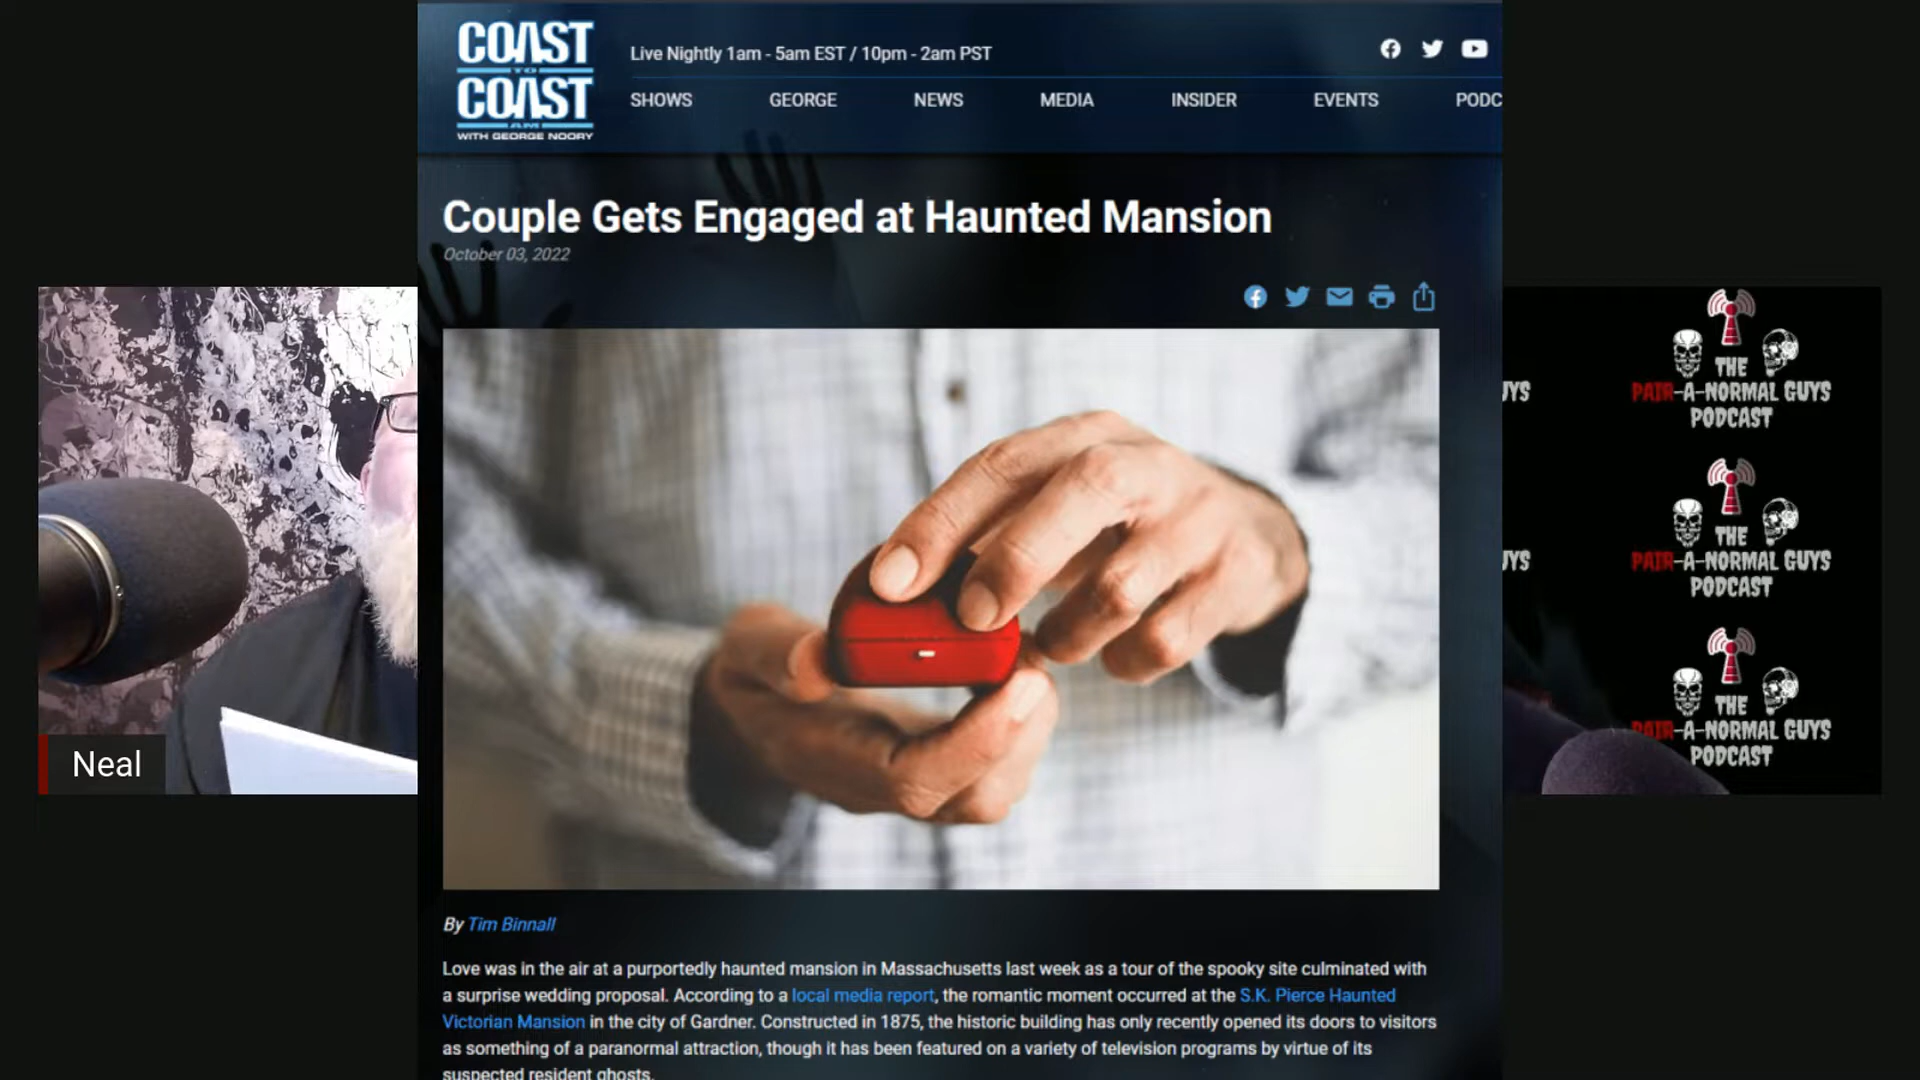 COAST
TO
COAST
AM
WITH GEORGE NOORY
Live Nightly 1am - 5am EST / 10pm - 2am PST
SHOWS GEORGE NEWS MEDIA INSIDER EVENTS PODC
Couple Gets Engaged at Haunted Mansion
October 03, 2022
By Tim Binnall
Love was in the air at a purportedly haunted mansion in Massachusetts last week as a tour of the spooky site culminated with
a surprise wedding proposal. According to a local media report, the romantic moment occurred at the S.K. Pierce Haunted
Victorian Mansion in the city of Gardner. Constructed in 1875, the historic building has only recently opened its doors to visitors
as something of a paranormal attraction, though it has been featured on a variety of television programs by virtue of its
suspected resident ghosts.
Neal
THE
UYS PAIR-A-NORMAL GUYS
PODCAST
THE
UYS PAIR-A-NORMAL GUYS
PODCAST
THE
PAIR-A-NORMAL GUYS
PODCAST